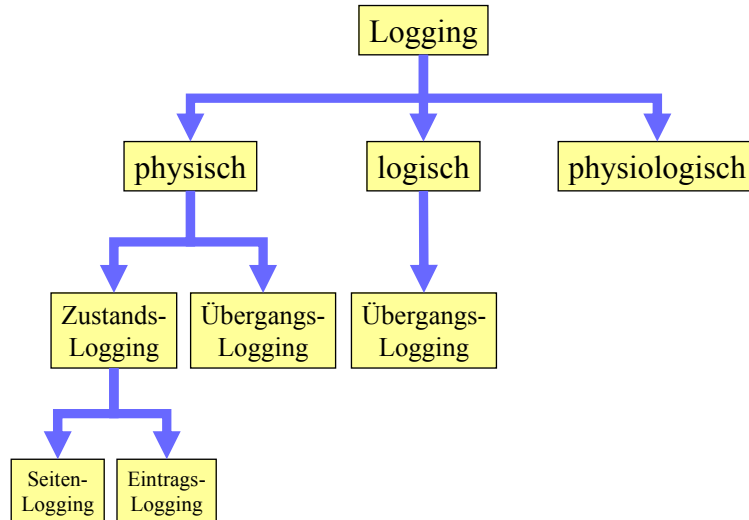 Logging
physisch
logisch
physiologisch
Zustands-
Logging
Übergangs-
Logging
Übergangs-
Logging
Seiten-
Logging
Eintrags-
Logging